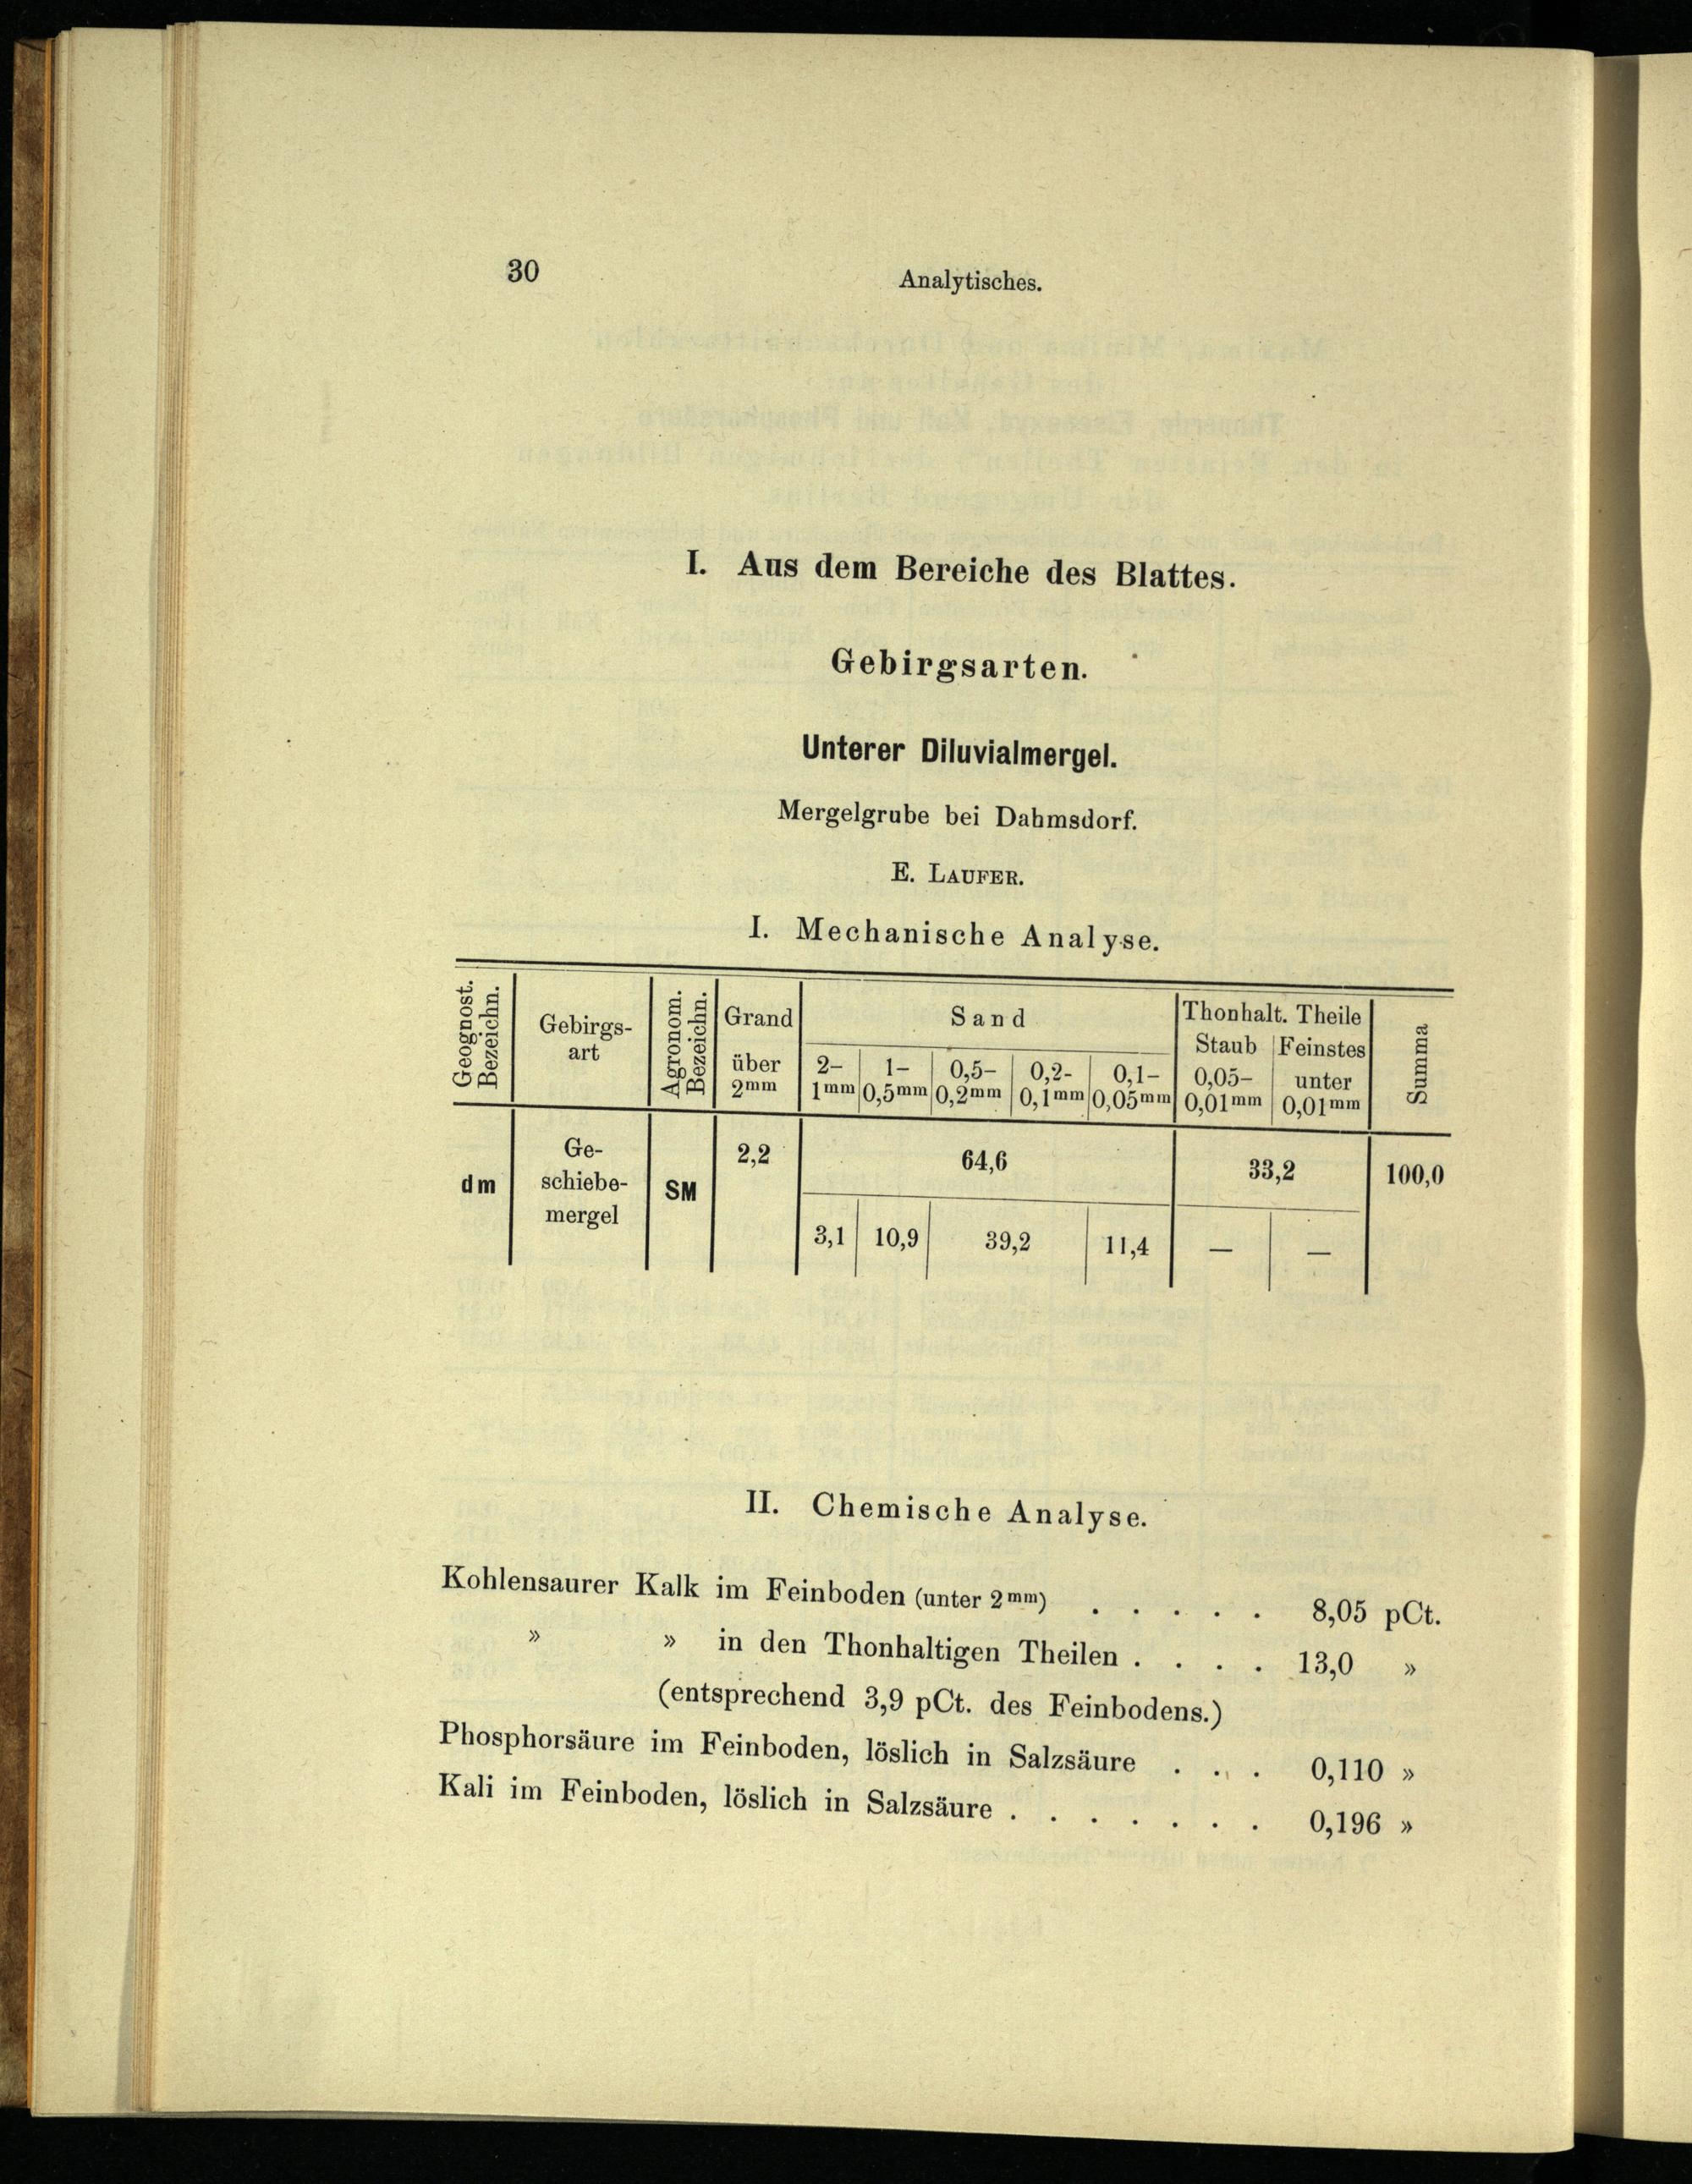 30
Analytisches.
I. Aus dem Bereiche des Blattes.
Gebirgsarten.
Unterer Diluvialmergel.
Mergelgrube bei Dahmsdorf.
E. LAUFER.
I. Mechanische Analyse.
Geognost.
Bezeichn.
Gebirgs-
art
Agronom.
Bezeichn.
Grand
über
2mm
Sand
2–
1mm
1–
0,5mm
0,5–
0,2mm
0,2–
0,1mm
0,1–
0,05mm
Thonhalt. Theile
Staub
0,05–
0,01mm
Feinstes
unter
0,01mm
Summa
dm
Ge-
schiebe-
mergel
SM
2,2
64,6
33,2
100,0
3,1 10,9 39,2 11,4 — —
II. Chemische Analyse.
Kohlensaurer Kalk im Feinboden (unter 2mm) . . . . . 8,05 pCt.
» » in den Thonhaltigen Theilen . . . . 13,0 »
(entsprechend 3,9 pCt. des Feinbodens.)
Phosphorsäure im Feinboden, löslich in Salzsäure . . . 0,110 »
Kali im Feinboden, löslich in Salzsäure . . . . . . . 0,196 »